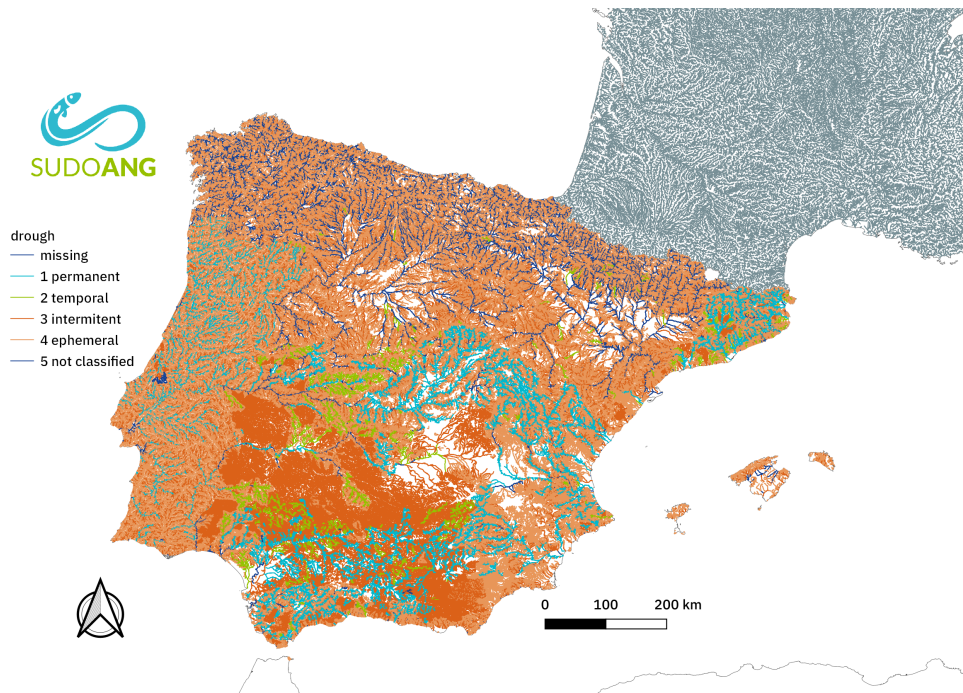 SUDOANG
drough
missing
1 permanent
2 temporal
3 intermitent
4 ephemeral
5 not classified
0 100 200 km